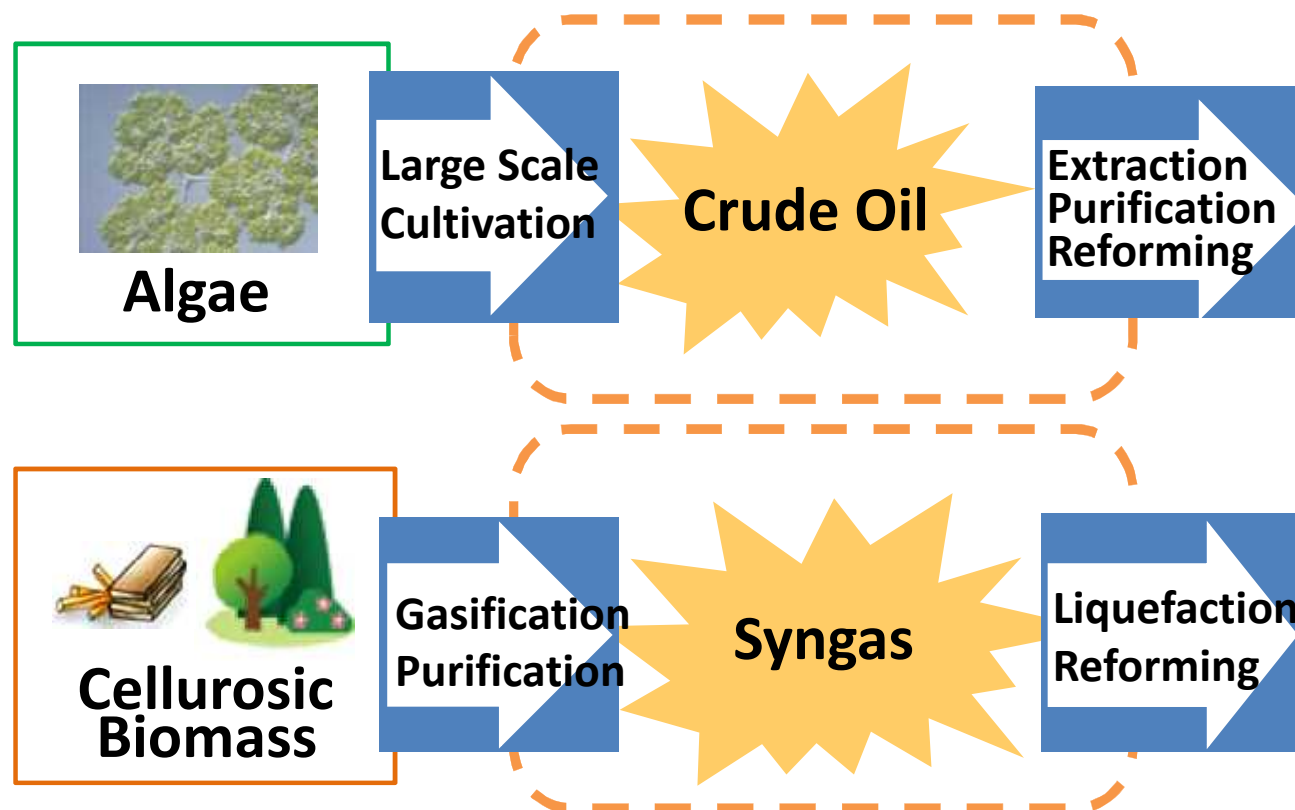 Algae
Large Scale
Cultivation
Crude Oil
Extraction
Purification
Reforming
Cellurosic
Biomass
Gasification
Purification
Syngas
Liquefaction
Reforming